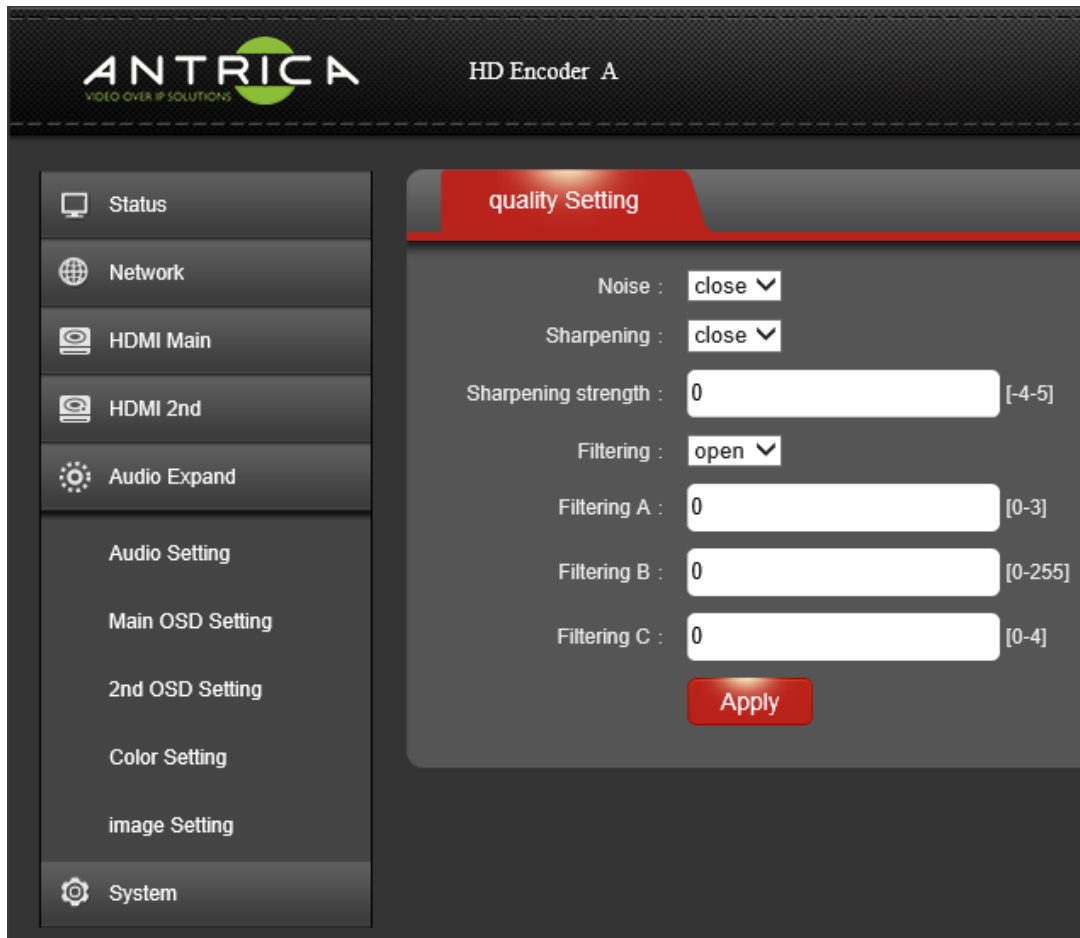 ANTRICA
VIDEO OVER IP SOLUTIONS
HD Encoder A
Status
Network
HDMI Main
HDMI 2nd
Audio Expand
Audio Setting
Main OSD Setting
2nd OSD Setting
Color Setting
image Setting
System
quality Setting
Noise : close
Sharpening : close
Sharpening strength : 0 [-4-5]
Filtering : open
Filtering A : 0 [0-3]
Filtering B : 0 [0-255]
Filtering C : 0 [0-4]
Apply